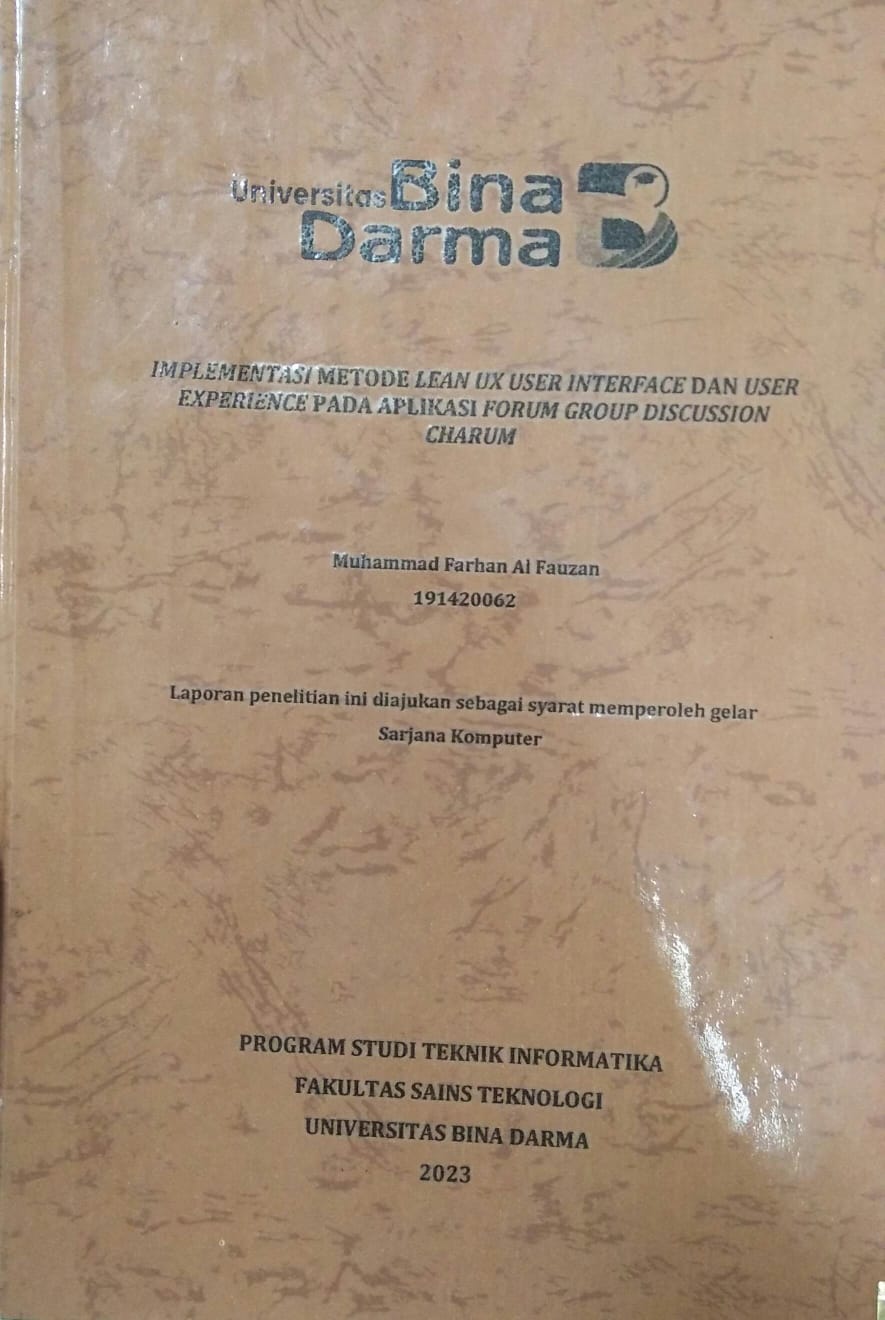 Universitas Bina
Darma
IMPLEMENTASI METODE LEAN UX USER INTERFACE DAN USER
EXPERIENCE PADA APLIKASI FORUM GROUP DISCUSSION
CHARUM
Muhammad Farhan Al Fauzan
191420062
Laporan penelitian ini diajukan sebagai syarat memperoleh gelar
Sarjana Komputer
PROGRAM STUDI TEKNIK INFORMATIKA
FAKULTAS SAINS TEKNOLOGI
UNIVERSITAS BINA DARMA
2023